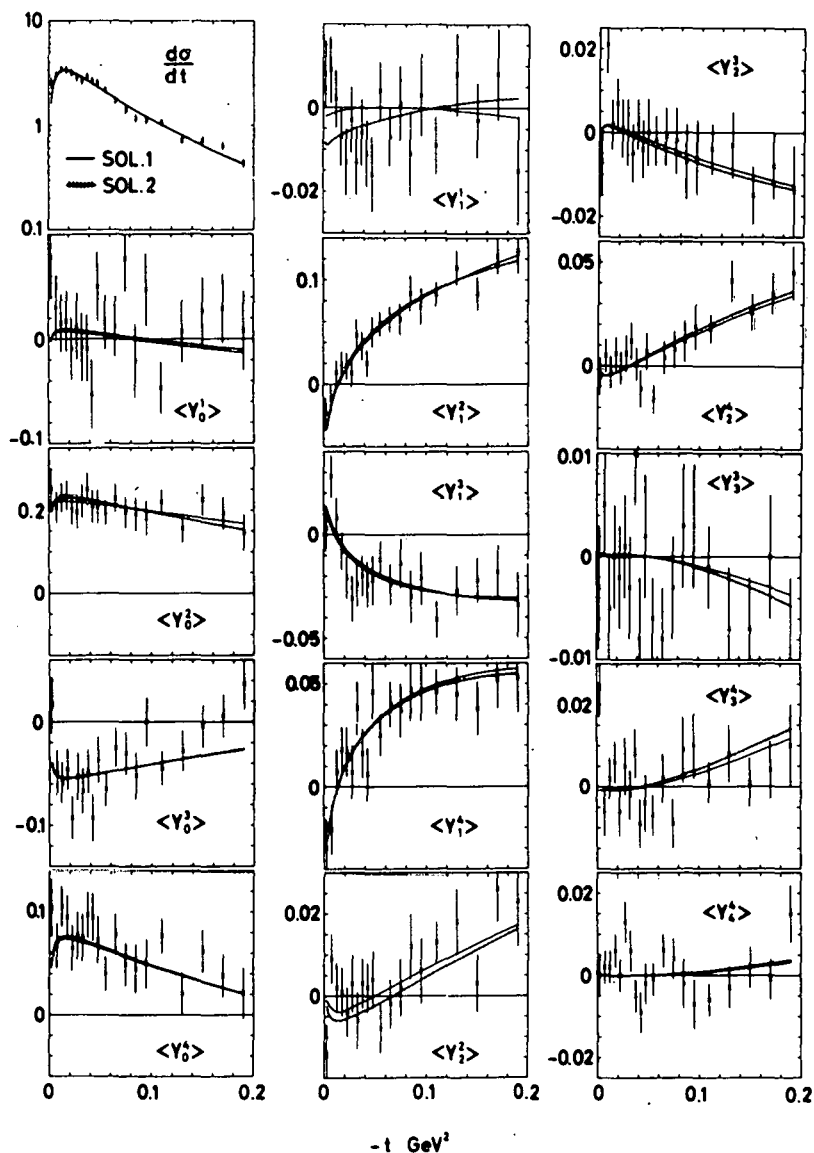 10
1
0.1
dσ/dt
SOL.1
SOL.2
0
-0.1
<Y₀¹>
0.2
0
<Y₀²>
0
-0.1
<Y₀³>
0.1
0
<Y₀⁴>
0 0.1 0.2
0
-0.02
<Y₁¹>
0.1
0
<Y₁²>
<Y₁³>
0
-0.05
0.05
0
<Y₁⁴>
0.02
0
<Y₂²>
0 0.1 0.2
0.02
0
-0.02
<Y₂³>
0.05
0
<Y₂⁴>
0.01
0
-0.01
<Y₃³>
0.02
0
<Y₃⁴>
0.02
0
-0.02
<Y₄⁴>
0 0.1 0.2
-t GeV²